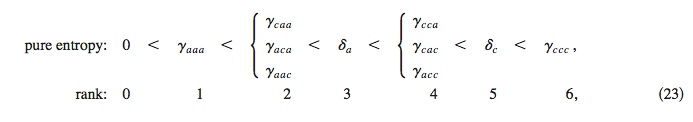 γcaa γcca
pure entropy: 0 < γaaa < { γaca < δa < { γcac < δc < γccc ,
γaac γacc
rank: 0 1 2 3 4 5 6, (23)